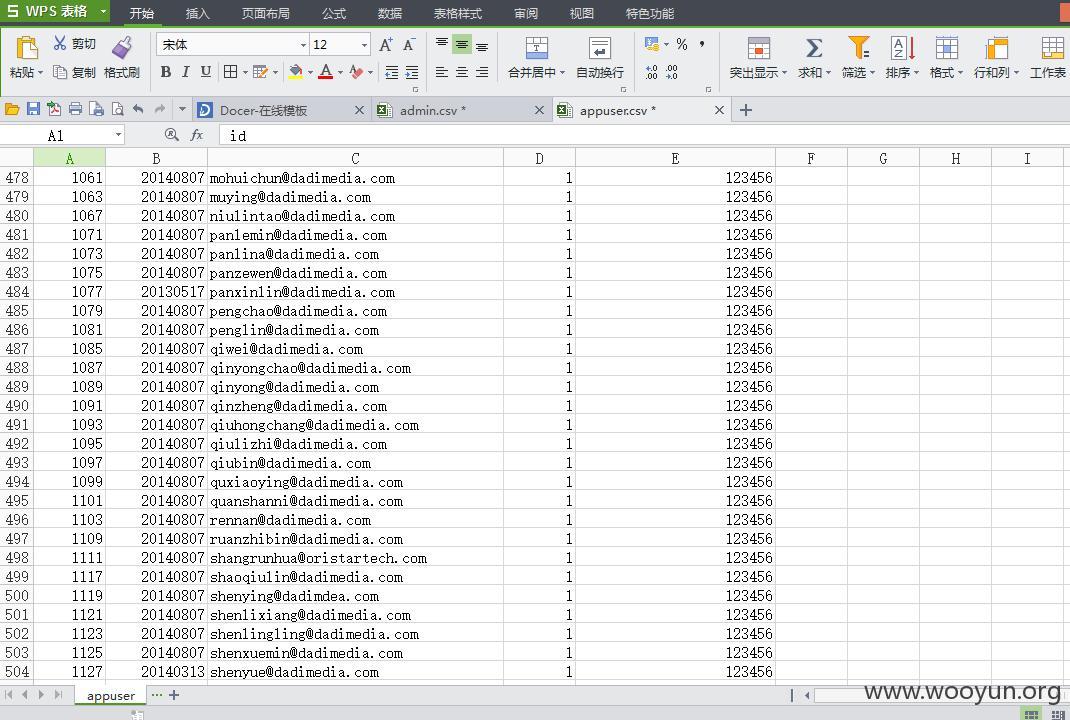 S WPS 表格 开始 插入 页面布局 公式 数据 表格样式 审阅 视图 特色功能
剪切 宋体 12 A+ A- % ,
粘贴 复制 格式刷 B I U A 合并居中 自动换行 突出显示 求和 筛选 排序 格式 行和列 工作表
Docer-在线模板 admin.csv * appuser.csv *
A1 fx id
A B C D E F G H I
478 1061 20140807 mohuichun@dadimedia.com 1 123456
479 1063 20140807 muying@dadimedia.com 1 123456
480 1067 20140807 niulintao@dadimedia.com 1 123456
481 1071 20140807 panlemin@dadimedia.com 1 123456
482 1073 20140807 panlina@dadimedia.com 1 123456
483 1075 20140807 panzewen@dadimedia.com 1 123456
484 1077 20130517 panxinlin@dadimedia.com 1 123456
485 1079 20140807 pengchao@dadimedia.com 1 123456
486 1081 20140807 penglin@dadimedia.com 1 123456
487 1085 20140807 qiwei@dadimedia.com 1 123456
488 1087 20140807 qinyongchao@dadimedia.com 1 123456
489 1089 20140807 qinyong@dadimedia.com 1 123456
490 1091 20140807 qinzheng@dadimedia.com 1 123456
491 1093 20140807 qiuhongchang@dadimedia.com 1 123456
492 1095 20140807 qiulizhi@dadimedia.com 1 123456
493 1097 20140807 qiubin@dadimedia.com 1 123456
494 1099 20140807 quxiaoying@dadimedia.com 1 123456
495 1101 20140807 quanshanni@dadimedia.com 1 123456
496 1103 20140807 rennan@dadimedia.com 1 123456
497 1109 20140807 ruanzhibin@dadimedia.com 1 123456
498 1111 20140807 shangrunhua@oristartech.com 1 123456
499 1117 20140807 shaoqiulin@dadimedia.com 1 123456
500 1119 20140807 shenying@dadimdea.com 1 123456
501 1121 20140807 shenlixiang@dadimedia.com 1 123456
502 1123 20140807 shenlingling@dadimedia.com 1 123456
503 1125 20140807 shenxuemin@dadimedia.com 1 123456
504 1127 20140313 shenyue@dadimedia.com 1 123456
appuser ··· +
www.wooyun.org